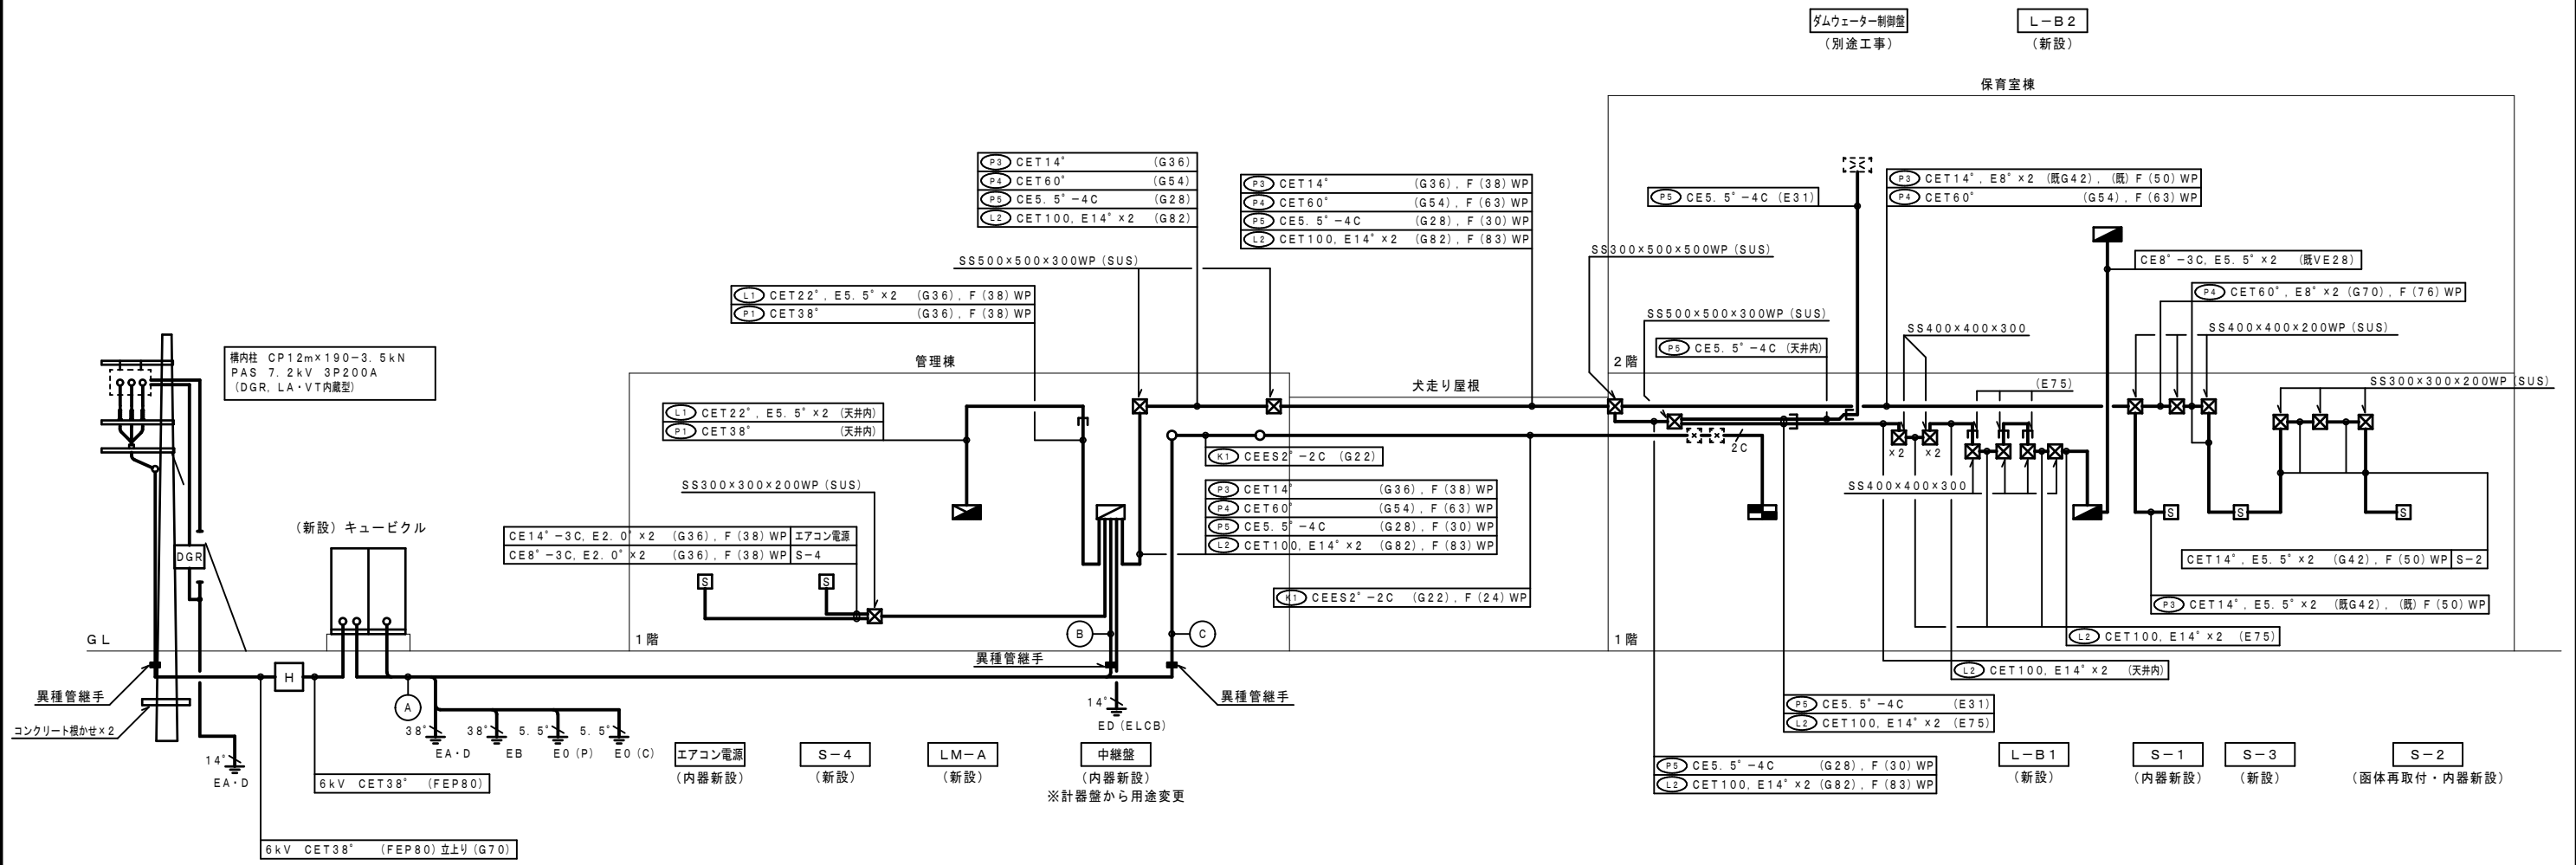 ダムウェーター制御盤
(別途工事)
L-B2
(新設)
保育室棟
P3 CET14° (G36)
P4 CET60° (G54)
P5 CE5.5°-4C (G28)
L2 CET100, E14°×2 (G82)
P3 CET14° (G36), F(38)WP
P4 CET60° (G54), F(63)WP
P5 CE5.5°-4C (G28), F(30)WP
L2 CET100, E14°×2 (G82), F(83)WP
P5 CE5.5°-4C (E31)
P3 CET14°, E8°×2 (既G42), (既)F(50)WP
P4 CET60° (G54), F(63)WP
SS500×500×300WP(SUS)
SS300×500×500WP(SUS)
CE8°-3C, E5.5°×2 (既VE28)
L1 CET22°, E5.5°×2 (G36), F(38)WP
P1 CET38° (G36), F(38)WP
P4 CET60°, E8°×2 (G70), F(76)WP
SS500×500×300WP(SUS)
SS400×400×300
SS400×400×200WP(SUS)
構内柱 CP12m×190-3.5kN
PAS 7.2kV 3P200A
(DGR, LA・VT内蔵型)
管理棟
P5 CE5.5°-4C (天井内)
2階
犬走り屋根
(E75)
SS300×300×200WP(SUS)
L1 CET22°, E5.5°×2 (天井内)
P1 CET38° (天井内)
2C
×2
×2
K1 CEES2°-2C (G22)
SS300×300×200WP(SUS)
SS400×400×300
P3 CET14° (G36), F(38)WP
P4 CET60° (G54), F(63)WP
P5 CE5.5°-4C (G28), F(30)WP
L2 CET100, E14°×2 (G82), F(83)WP
(新設)キュービクル
CE14°-3C, E2.0°×2 (G36), F(38)WP エアコン電源
CE8°-3C, E2.0°×2 (G36), F(38)WP S-4
DGR
S
S
S
S
S
CET14°, E5.5°×2 (G42), F(50)WP S-2
K1 CEES2°-2C (G22), F(24)WP
P3 CET14°, E5.5°×2 (既G42), (既)F(50)WP
GL
1階
B
C
1階
L2 CET100, E14°×2 (E75)
異種管継手
L2 CET100, E14°×2 (天井内)
H
異種管継手
A
異種管継手
14°
ED(ELCB)
P5 CE5.5°-4C (E31)
L2 CET100, E14°×2 (E75)
コンクリート根かせ×2
38°
EA・D
38°
EB
5.5°
E0(P)
5.5°
E0(C)
14°
EA・D
エアコン電源
(内器新設)
S-4
(新設)
LM-A
(新設)
中継盤
(内器新設)
※計器盤から用途変更
L-B1
(新設)
S-1
(内器新設)
S-3
(新設)
S-2
(函体再取付・内器新設)
P5 CE5.5°-4C (G28), F(30)WP
L2 CET100, E14°×2 (G82), F(83)WP
6kV CET38° (FEP80)
6kV CET38° (FEP80)立上り(G70)